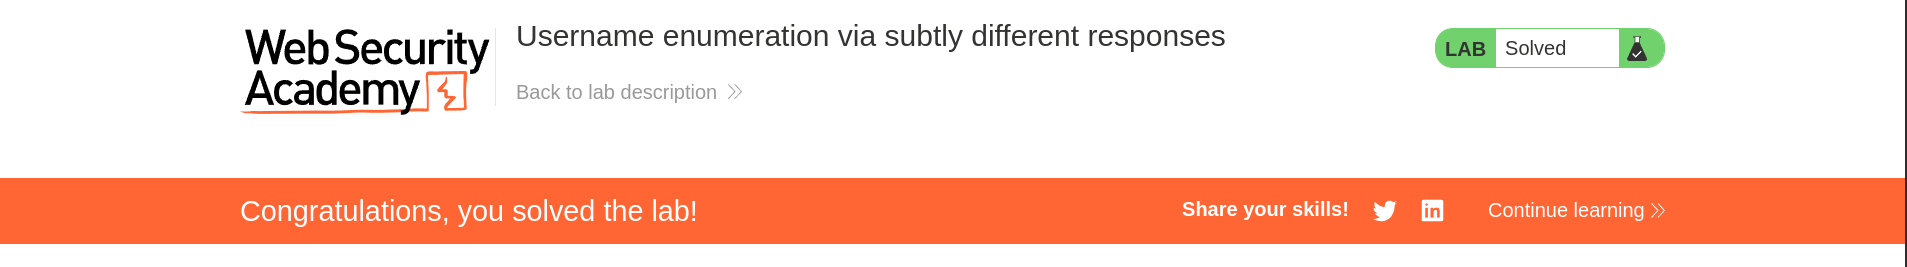 Web Security
Academy
Username enumeration via subtly different responses
Back to lab description
LAB Solved
Congratulations, you solved the lab!
Share your skills!
in
Continue learning